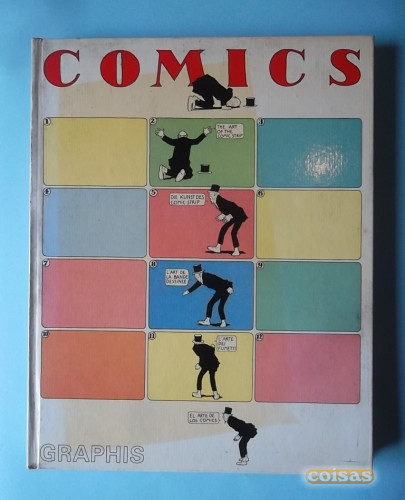 COMICS
1
2
THE ART
OF THE
COMIC STRIP
3
4
5
DIE KUNST DES
COMIC STRIP
6
7
8
L'ART DE
LA BANDE
DESSINEE
9
10
11
L'ARTE
DEI
FUMETTI
12
EL ARTE DE
LOS COMICS
GRAPHIS
coisas